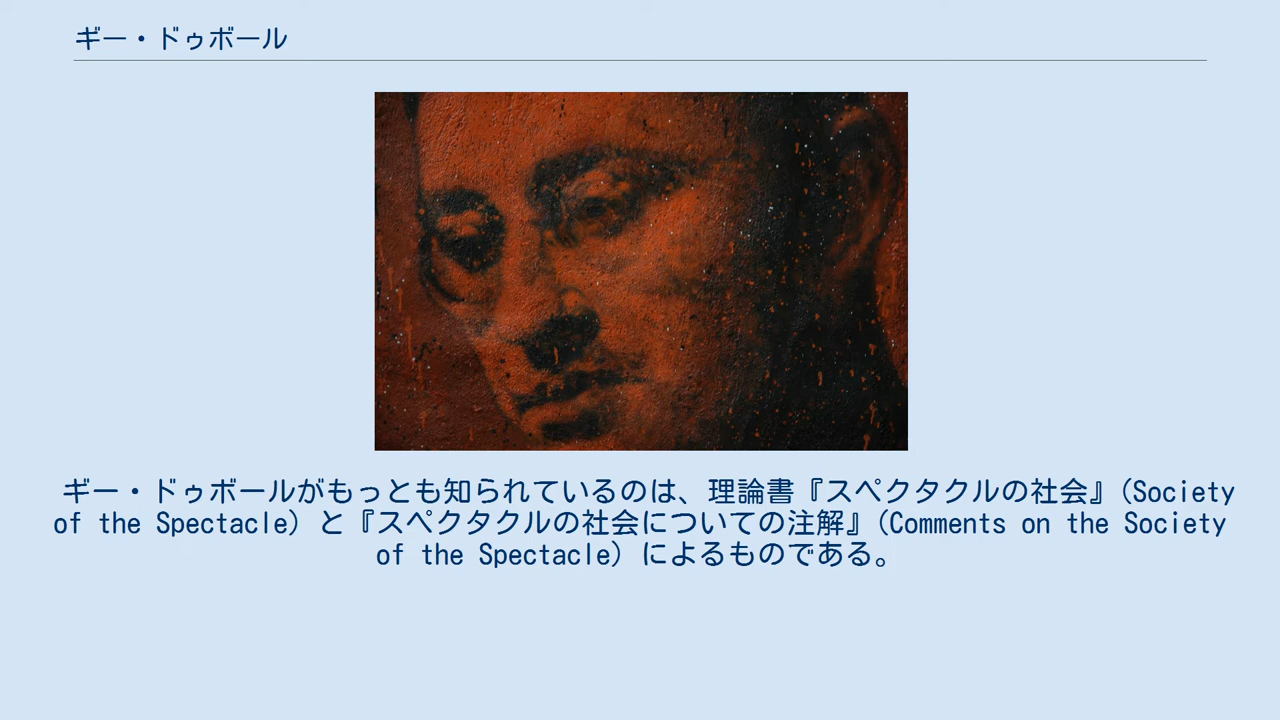 ギー・ドゥボール
ギー・ドゥボールがもっとも知られているのは、理論書『スペクタクルの社会』(Society
of the Spectacle) と『スペクタクルの社会についての注解』(Comments on the Society
of the Spectacle) によるものである。